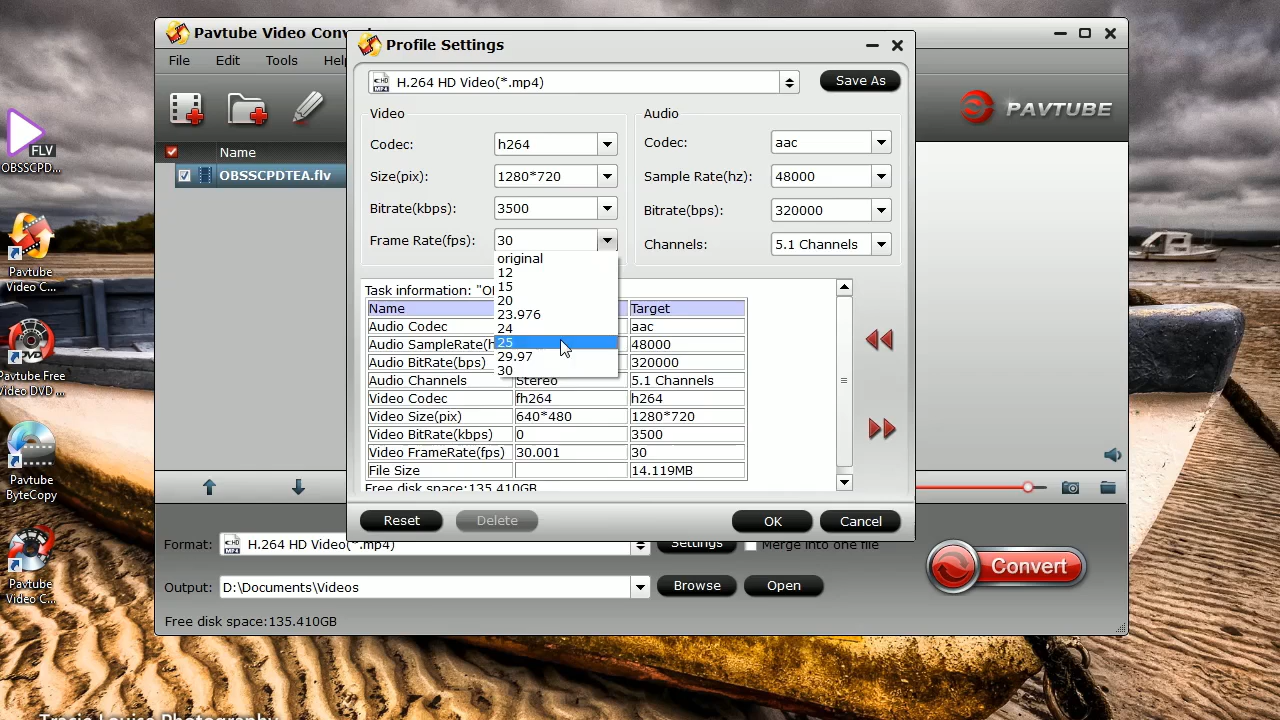 Pavtube Video Conv
Profile Settings
File Edit Tools Help
H.264 HD Video(*.mp4)
Save As
PAVTUBE
Name
OBSSCPDTEA.flv
Video
Codec: h264
Size(pix): 1280*720
Bitrate(kbps): 3500
Frame Rate(fps): 30
original
12
15
20
23.976
24
25
29.97
30
Audio
Codec: aac
Sample Rate(hz): 48000
Bitrate(bps): 320000
Channels: 5.1 Channels
Task information: "O
Name Target
Audio Codec aac
Audio SampleRate(h 48000
Audio BitRate(bps) 320000
Audio Channels Stereo 5.1 Channels
Video Codec fh264 h264
Video Size(pix) 640*480 1280*720
Video BitRate(kbps) 0 3500
Video FrameRate(fps) 30.001 30
File Size 14.119MB
Free disk space:135.410GB
Reset Delete OK Cancel
Format: H.264 HD Video(*.mp4) Settings Merge into one file
Output: D:\Documents\Videos Browse Open
Convert
Free disk space:135.410GB
FLV
OBSSCPD...
Pavtube
Video C...
DVD
Pavtube Free
Video DVD ...
Pavtube
ByteCopy
Pavtube
Video C...
Tracie Louise Photography